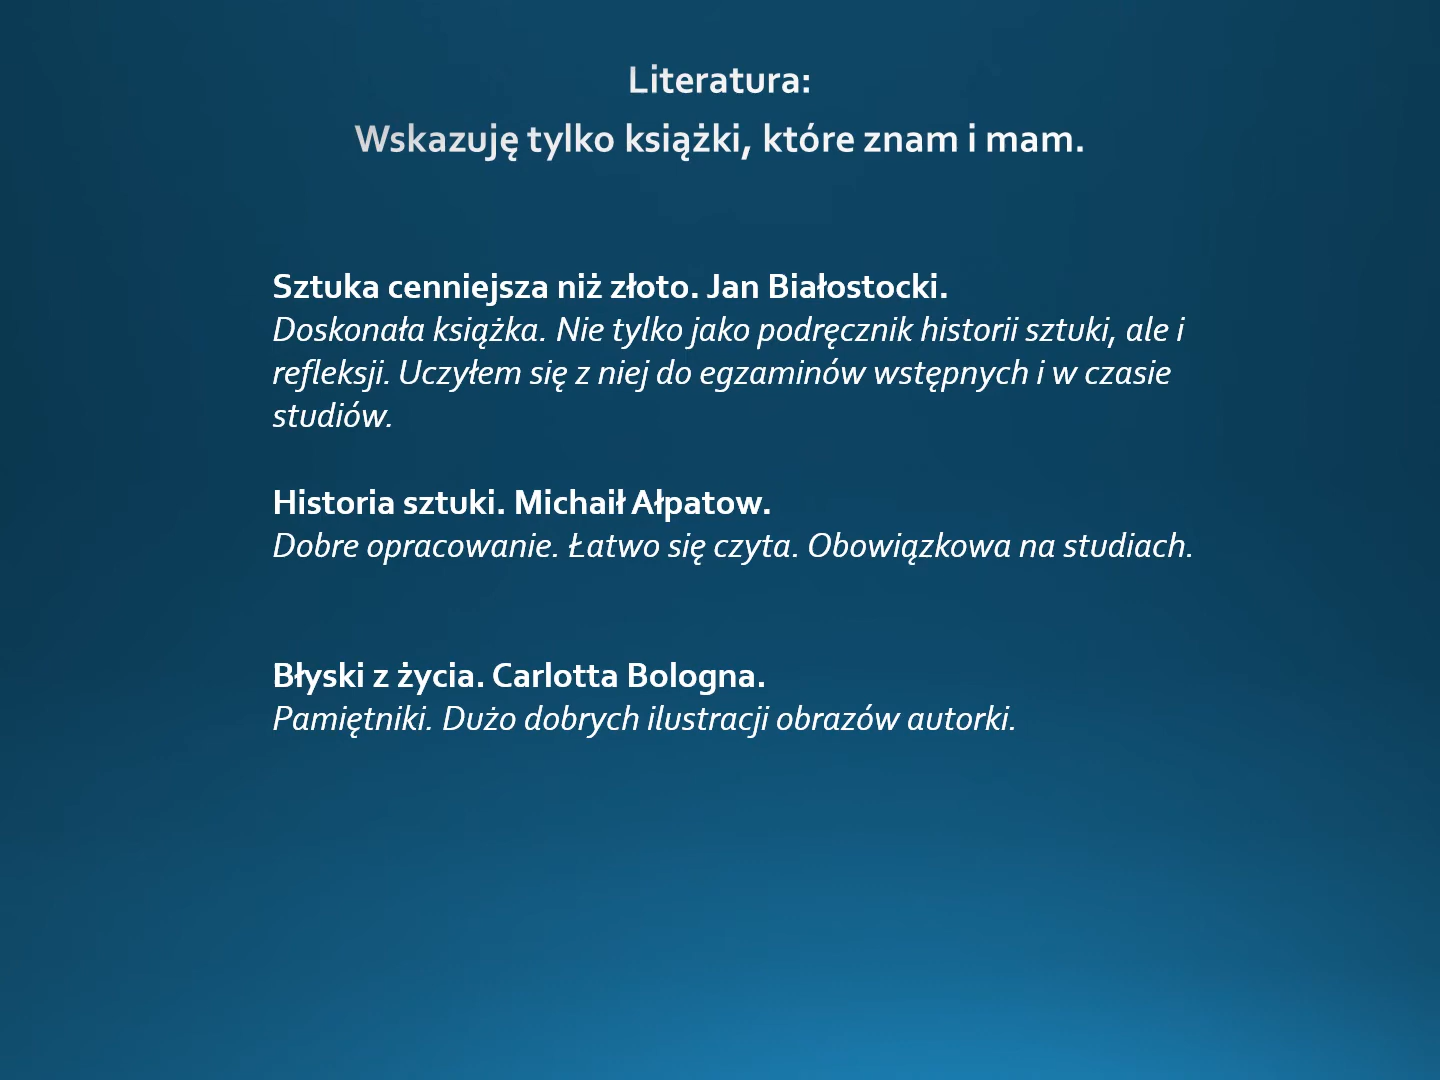 Literatura:
Wskazuję tylko książki, które znam i mam.
Sztuka cenniejsza niż złoto. Jan Białostocki.
Doskonała książka. Nie tylko jako podręcznik historii sztuki, ale i
refleksji. Uczyłem się z niej do egzaminów wstępnych i w czasie
studiów.
Historia sztuki. Michaił Ałpatow.
Dobre opracowanie. Łatwo się czyta. Obowiązkowa na studiach.
Błyski z życia. Carlotta Bologna.
Pamiętniki. Dużo dobrych ilustracji obrazów autorki.